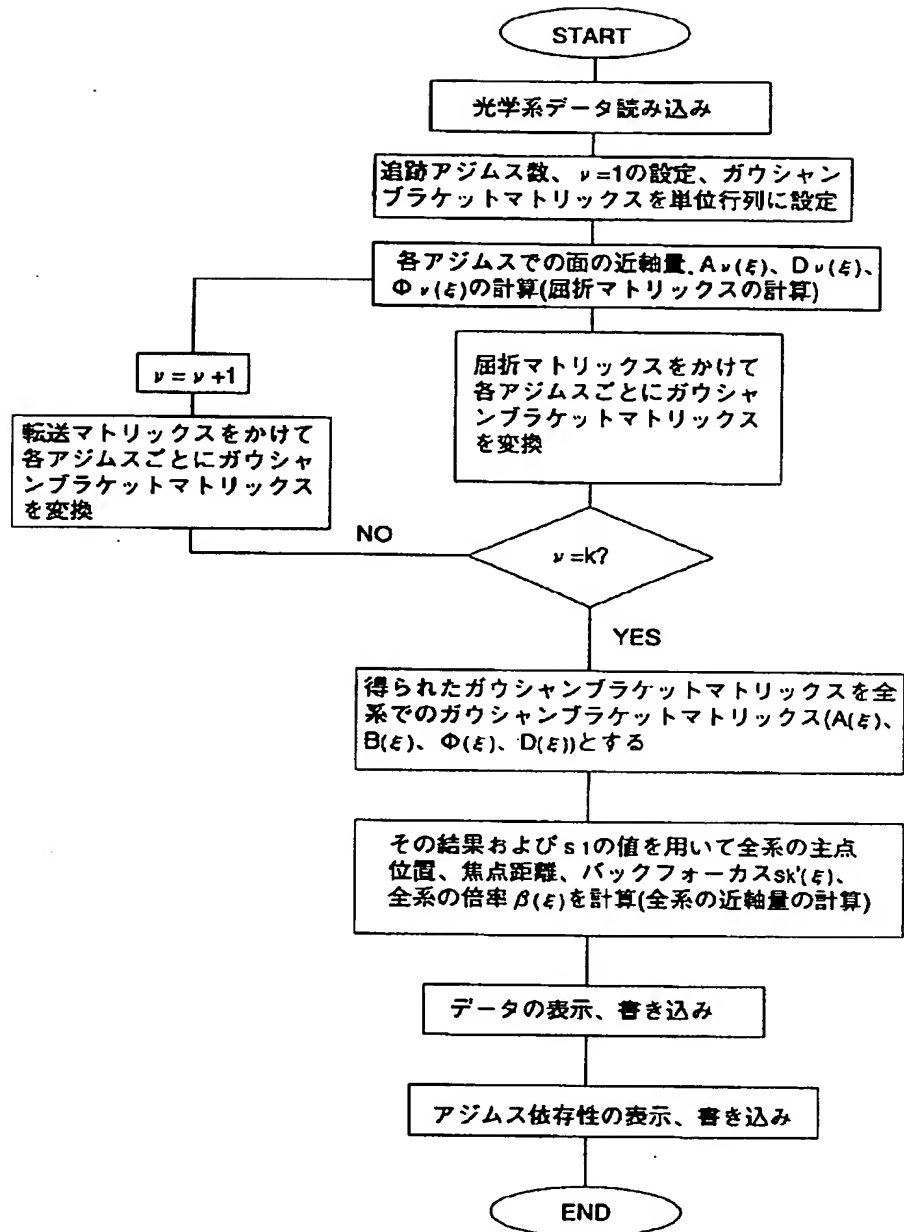 START
光学系データ読み込み
追跡アジムス数、ν=1の設定、ガウシャン
ブラケットマトリックスを単位行列に設定
各アジムスでの面の近軸量.Aν(ξ)、Dν(ξ)、
Φν(ξ)の計算(屈折マトリックスの計算)
屈折マトリックスをかけて
各アジムスごとにガウシャ
ンブラケットマトリックス
を変換
ν=ν+1
転送マトリックスをかけて
各アジムスごとにガウシャ
ンブラケットマトリックス
を変換
NO
ν=k?
YES
得られたガウシャンブラケットマトリックスを全
系でのガウシャンブラケットマトリックス(A(ξ)、
B(ξ)、Φ(ξ)、D(ξ))とする
その結果およびs1の値を用いて全系の主点
位置、焦点距離、バックフォーカスsk'(ξ)、
全系の倍率β(ξ)を計算(全系の近軸量の計算)
データの表示、書き込み
アジムス依存性の表示、書き込み
END